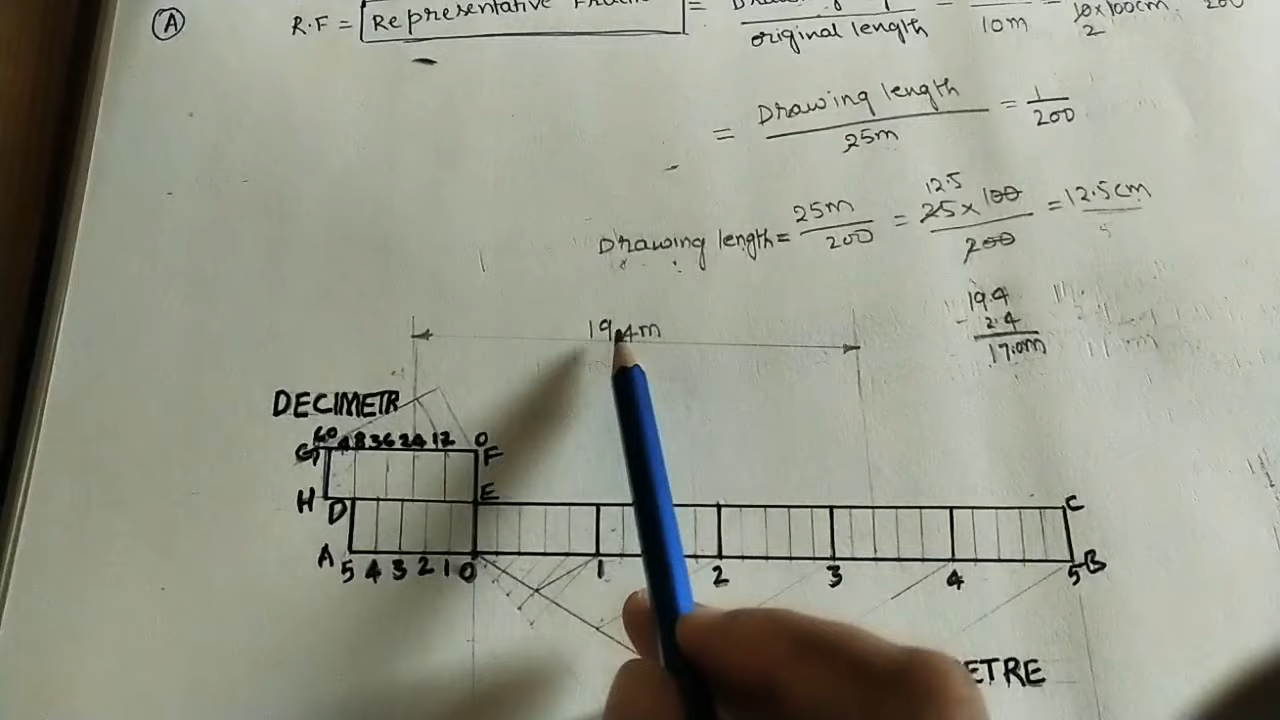 A
R.F = Representative =
original length 10m 10x100cm
2
Drawing length = 1
= 25m 200
12.5
Drawing length = 25m = 25 x 100 = 12.5cm
200 200
19.4
- 2.4
17.0m
19.4m
DECIMETR
60 48 36 24 12 0
G F
H E
D C
A B
5 4 3 2 1 0 1 2 3 4 5
ETRE